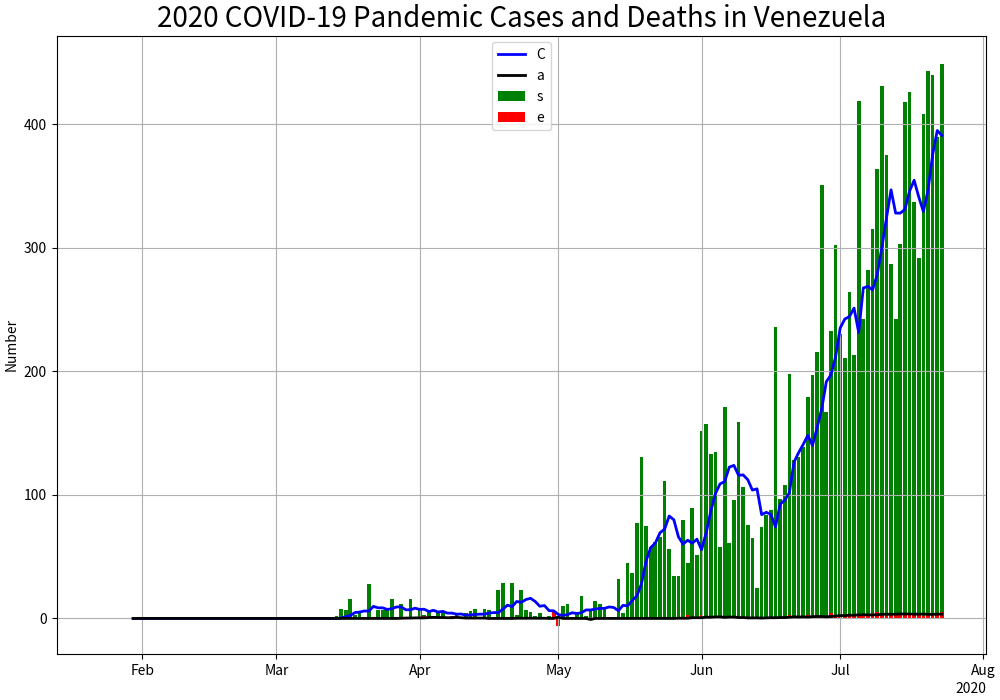 2020 COVID-19 Pandemic Cases and Deaths in Venezuela
C
a
s
e
Number
400
300
200
100
0
Feb
Mar
Apr
May
Jun
Jul
Aug
2020